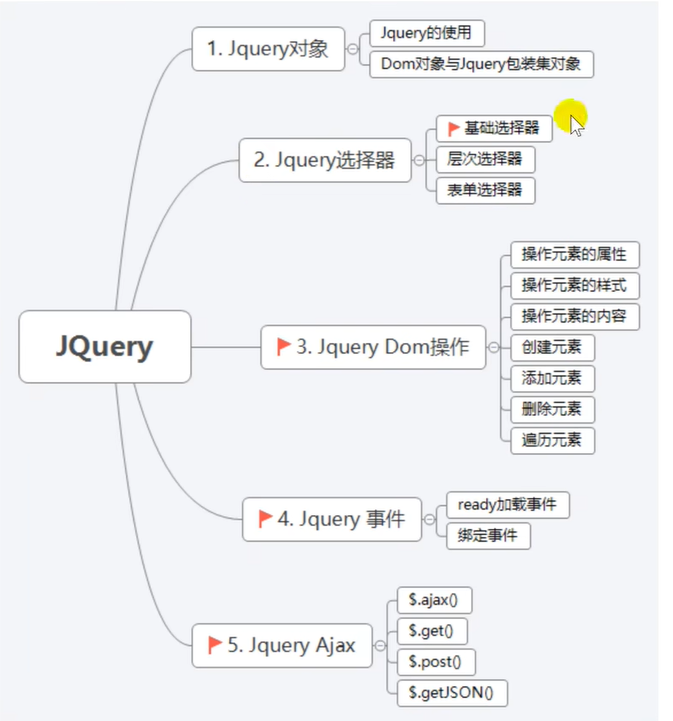 JQuery
1. Jquery对象
Jquery的使用
Dom对象与Jquery包装集对象
2. Jquery选择器
基础选择器
层次选择器
表单选择器
3. Jquery Dom操作
操作元素的属性
操作元素的样式
操作元素的内容
创建元素
添加元素
删除元素
遍历元素
4. Jquery 事件
ready加载事件
绑定事件
5. Jquery Ajax
$.ajax()
$.get()
$.post()
$.getJSON()